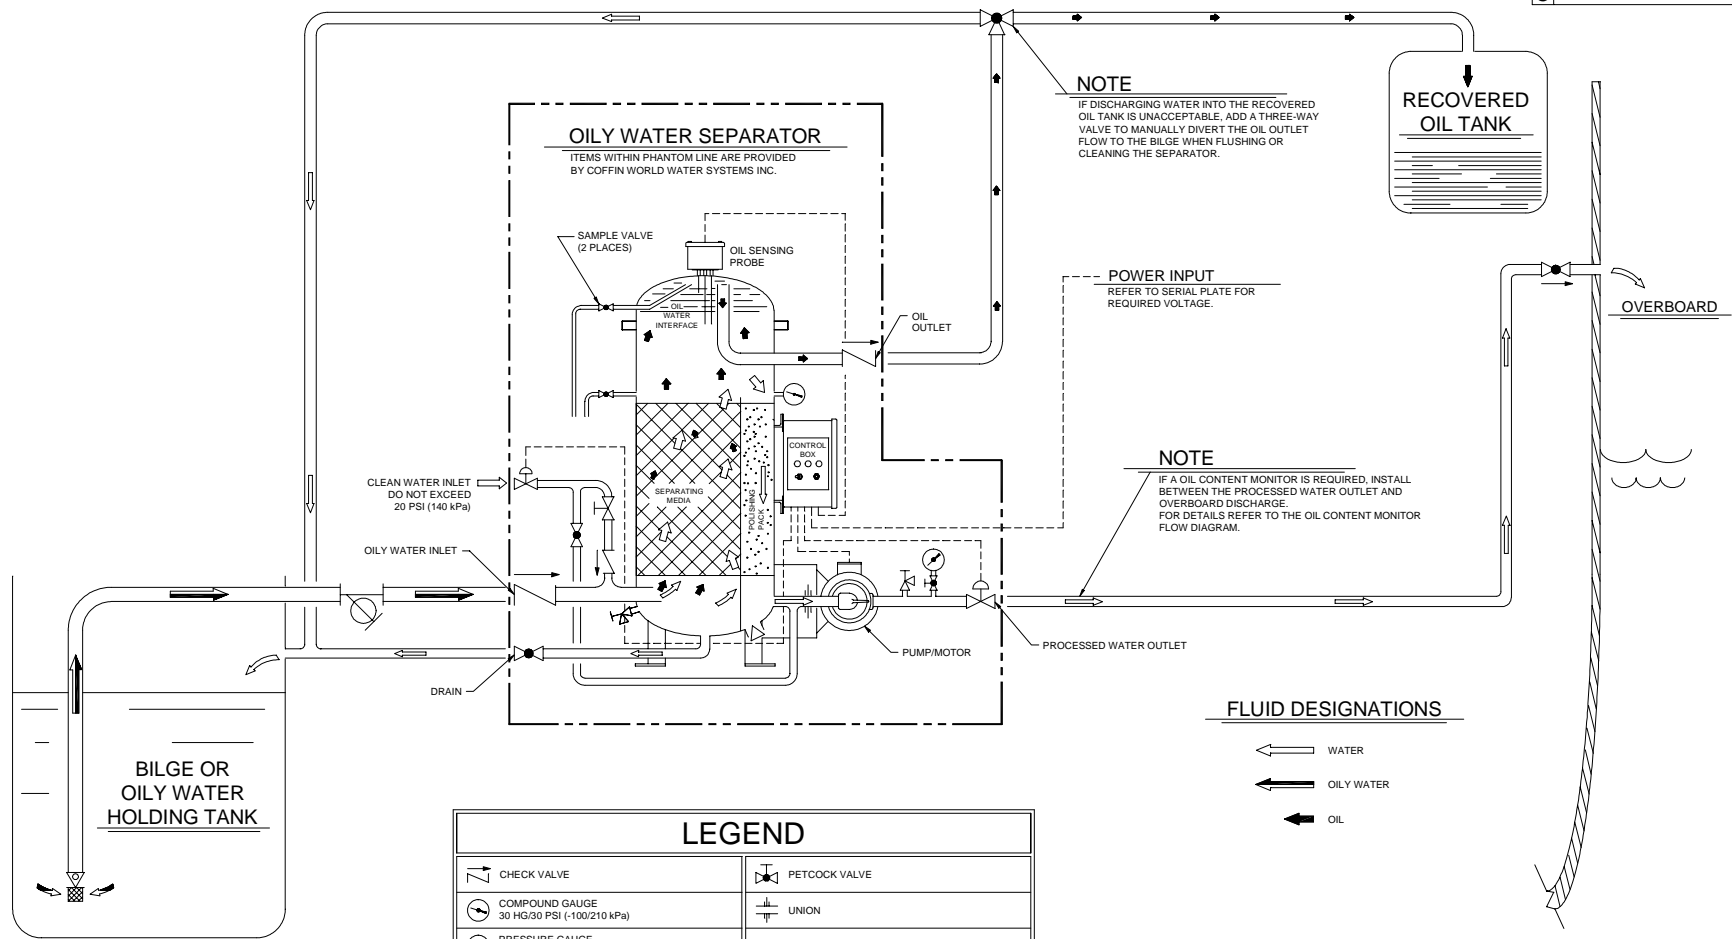 NOTE
IF DISCHARGING WATER INTO THE RECOVERED
OIL TANK IS UNACCEPTABLE, ADD A THREE-WAY
VALVE TO MANUALLY DIVERT THE OIL OUTLET
FLOW TO THE BILGE WHEN FLUSHING OR
CLEANING THE SEPARATOR.
RECOVERED
OIL TANK
OILY WATER SEPARATOR
ITEMS WITHIN PHANTOM LINE ARE PROVIDED
BY COFFIN WORLD WATER SYSTEMS INC.
SAMPLE VALVE
(2 PLACES)
OIL SENSING
PROBE
OIL
WATER
INTERFACE
OIL
OUTLET
POWER INPUT
REFER TO SERIAL PLATE FOR
REQUIRED VOLTAGE.
OVERBOARD
CONTROL
BOX
SEPARATING
MEDIA
POLISHING
PACK
CLEAN WATER INLET
DO NOT EXCEED
20 PSI (140 kPa)
OILY WATER INLET
NOTE
IF A OIL CONTENT MONITOR IS REQUIRED, INSTALL
BETWEEN THE PROCESSED WATER OUTLET AND
OVERBOARD DISCHARGE.
FOR DETAILS REFER TO THE OIL CONTENT MONITOR
FLOW DIAGRAM.
PUMP/MOTOR
PROCESSED WATER OUTLET
DRAIN
BILGE OR
OILY WATER
HOLDING TANK
FLUID DESIGNATIONS
WATER
OILY WATER
OIL
LEGEND
CHECK VALVE
PETCOCK VALVE
COMPOUND GAUGE
30 HG/30 PSI (-100/210 kPa)
UNION
PRESSURE GAUGE